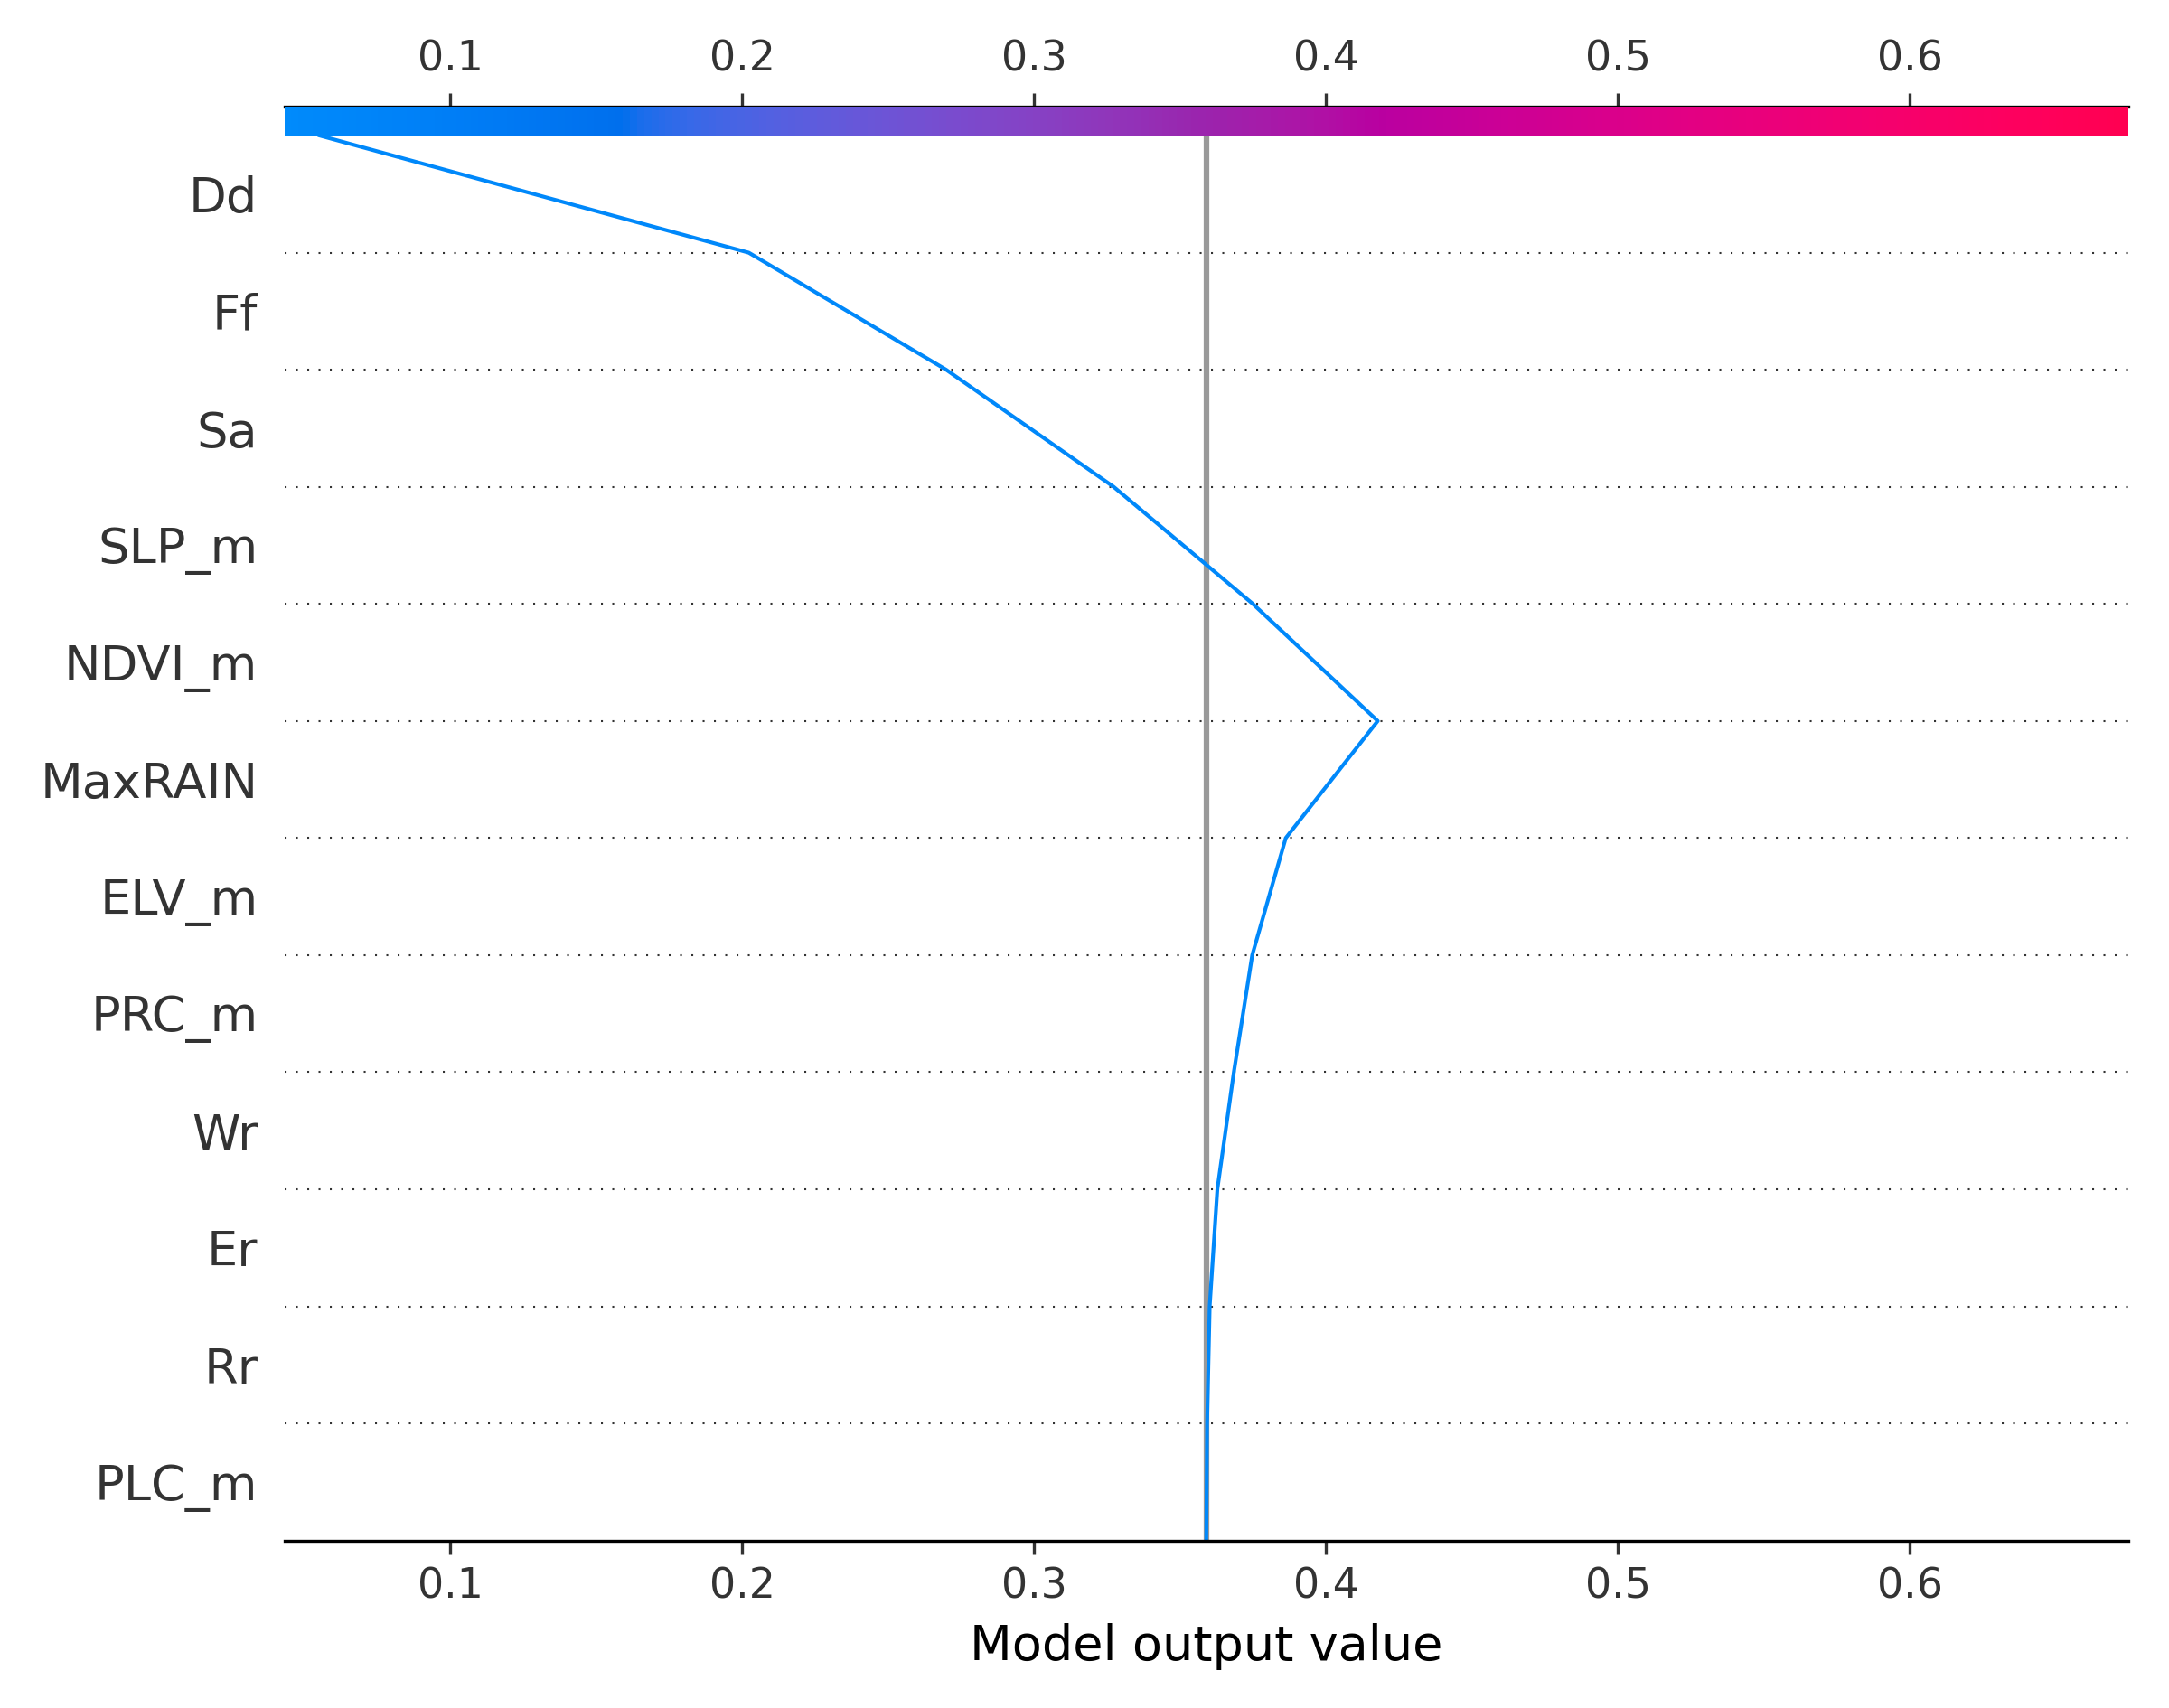 0.1 0.2 0.3 0.4 0.5 0.6
Dd
Ff
Sa
SLP_m
NDVI_m
MaxRAIN
ELV_m
PRC_m
Wr
Er
Rr
PLC_m
0.1 0.2 0.3 0.4 0.5 0.6
Model output value